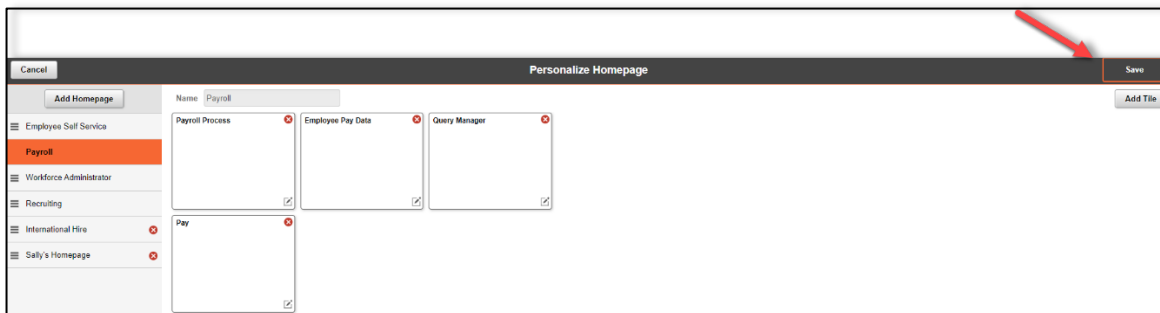 Cancel Personalize Homepage Save
Add Homepage Name Payroll Add Tile
Employee Self Service
Payroll
Workforce Administrator
Recruiting
International Hire
Sally's Homepage
Payroll Process Employee Pay Data Query Manager
Pay